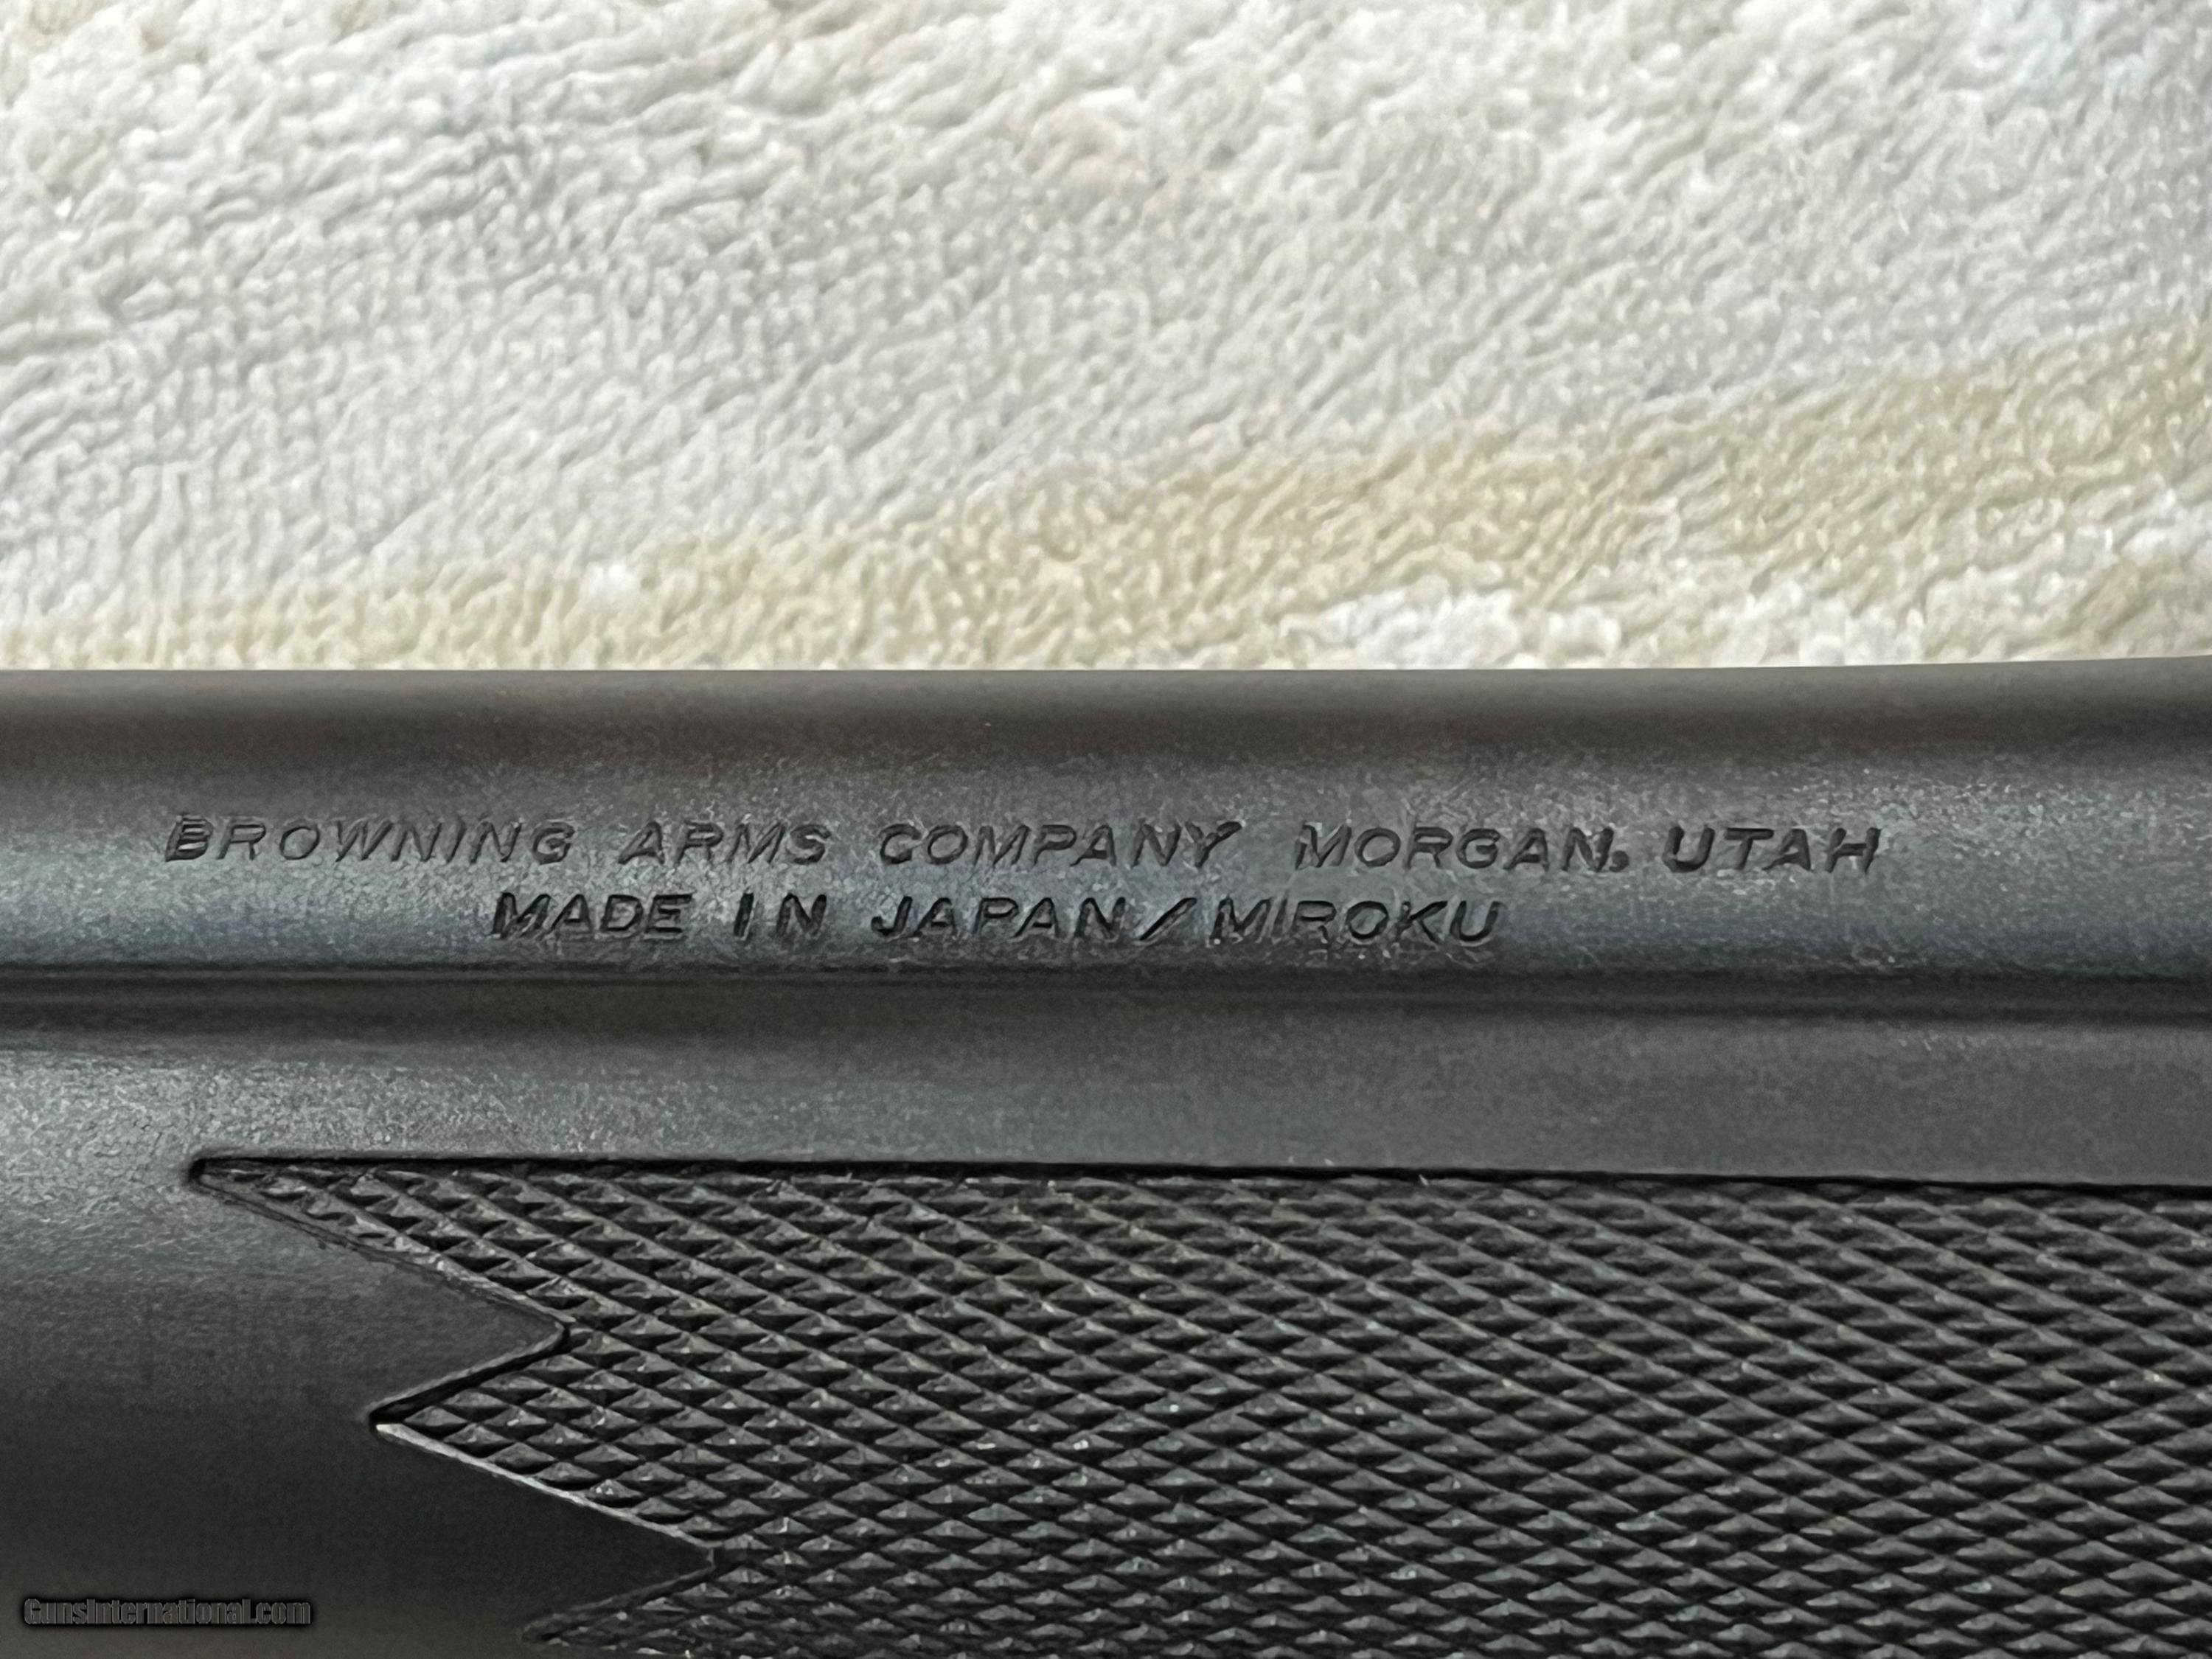 BROWNING ARMS COMPANY MORGAN, UTAH
MADE IN JAPAN/MIROKU
GunsInternational.com